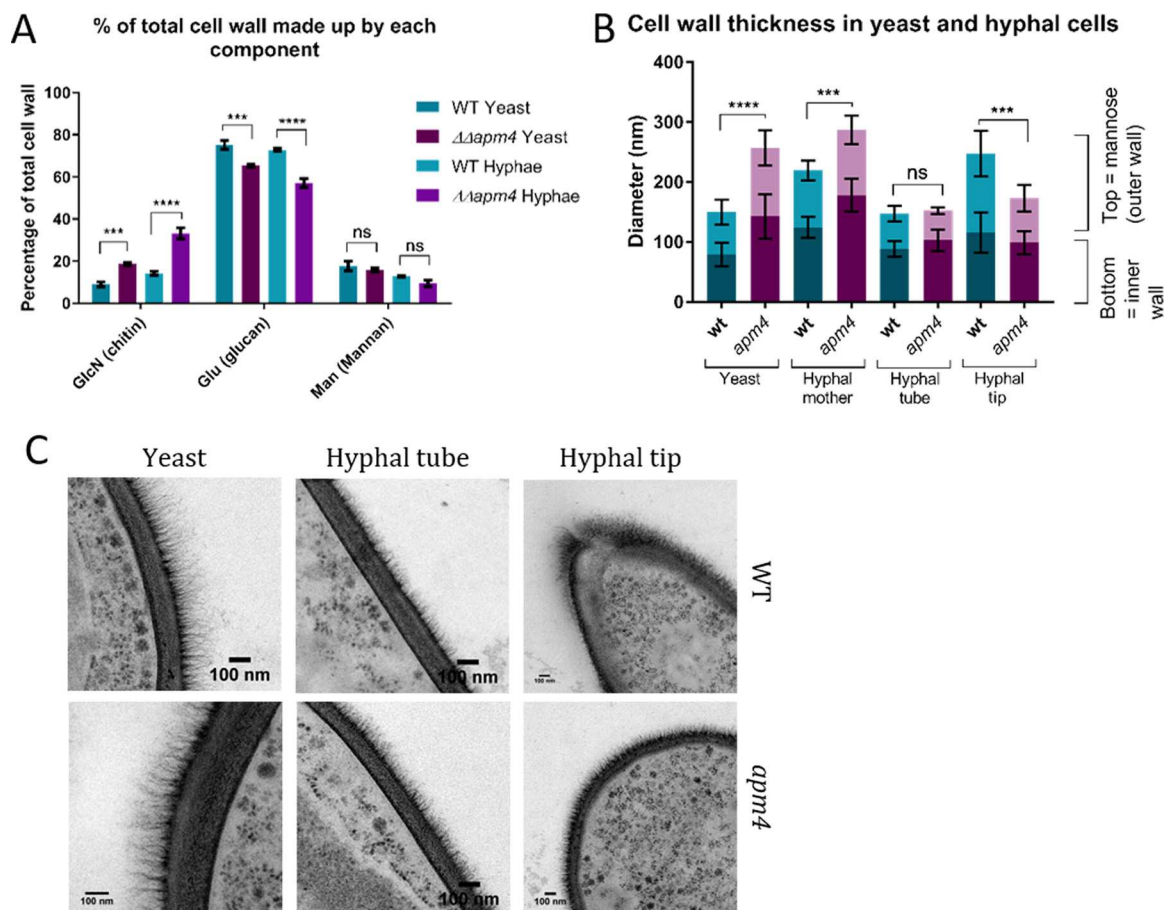 A
% of total cell wall made up by each
component
Percentage of total cell wall
100
80
60
40
20
0
***
****
***
****
ns
ns
WT Yeast
ΔΔapm4 Yeast
WT Hyphae
ΔΔapm4 Hyphae
GlcN (chitin)
Glu (glucan)
Man (Mannan)
B
Cell wall thickness in yeast and hyphal cells
Diameter (nm)
400
300
200
100
0
****
***
ns
***
wt
apm4
wt
apm4
wt
apm4
wt
apm4
Yeast
Hyphal
mother
Hyphal
tube
Hyphal
tip
Top = mannose
(outer wall)
Bottom
= inner
wall
C
Yeast
Hyphal tube
Hyphal tip
WT
100 nm
100 nm
100 nm
apm4
100 nm
100 nm
100 nm